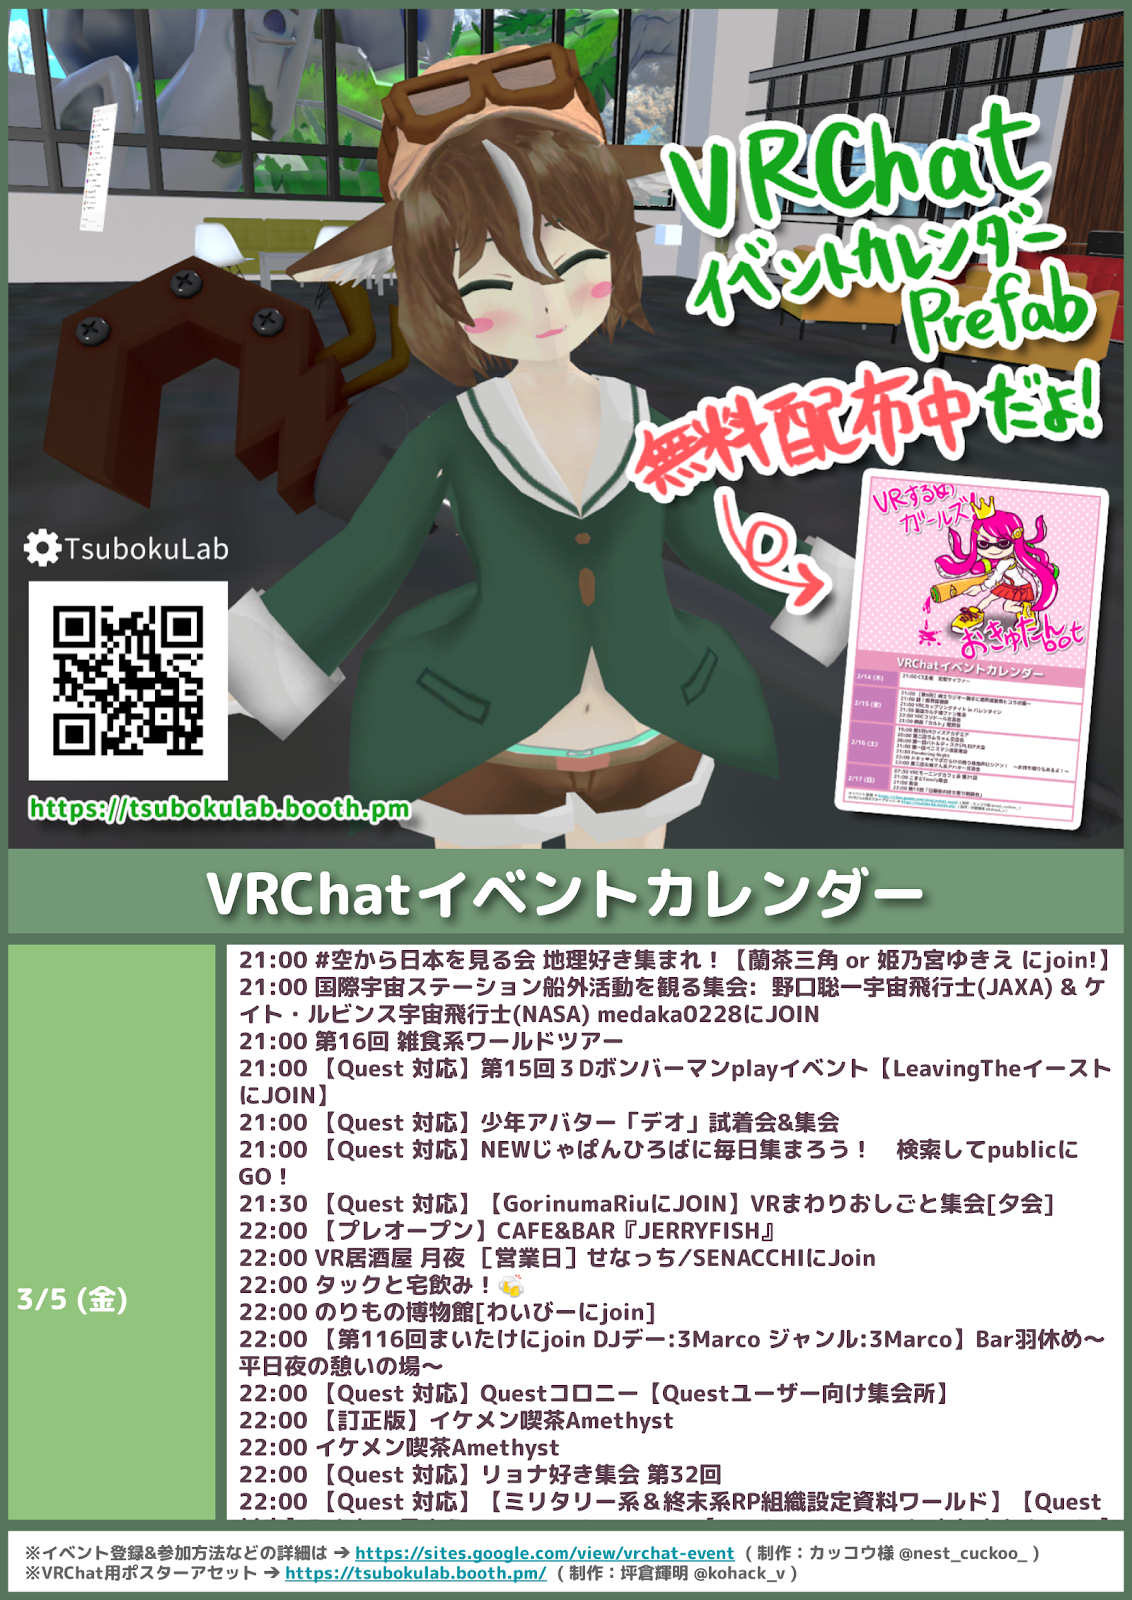 VRChat
イベントカレンダー
Prefab
無料配布中だよ!
TsubokuLab
https://tsubokulab.booth.pm
VRするめ
ガールズ
おきゅたんbot
VRChatイベントカレンダー
2/14 (木)
2/15 (金)
2/16 (土)
2/17 (日)
VRChatイベントカレンダー
3/5 (金)
21:00 #空から日本を見る会 地理好き集まれ！【蘭茶三角 or 姫乃宮ゆきえ にjoin!】
21:00 国際宇宙ステーション船外活動を観る集会: 野口聡一宇宙飛行士(JAXA) & ケ
イト・ルビンス宇宙飛行士(NASA) medaka0228にJOIN
21:00 第16回 雑食系ワールドツアー
21:00 【Quest 対応】第15回３Dボンバーマンplayイベント【LeavingTheイースト
にJOIN】
21:00 【Quest 対応】少年アバター「デオ」試着会&集会
21:00 【Quest 対応】NEWじゃぱんひろばに毎日集まろう！　検索してpublicに
GO！
21:30 【Quest 対応】【GorinumaRiuにJOIN】VRまわりおしごと集会[夕会]
22:00 【プレオープン】CAFE&BAR『JERRYFISH』
22:00 VR居酒屋 月夜 ［営業日］せなっち/SENACCHIにJoin
22:00 タックと宅飲み！🍻
22:00 のりもの博物館[わいびーにjoin]
22:00 【第116回まいたけにjoin DJデー:3Marco ジャンル:3Marco】Bar羽休め～
平日夜の憩いの場～
22:00 【Quest 対応】Questコロニー【Questユーザー向け集会所】
22:00 【訂正版】イケメン喫茶Amethyst
22:00 イケメン喫茶Amethyst
22:00 【Quest 対応】リョナ好き集会 第32回
22:00 【Quest 対応】【ミリタリー系＆終末系RP組織設定資料ワールド】【Quest
※イベント登録&参加方法などの詳細は → https://sites.google.com/view/vrchat-event （ 制作：カッコウ様 @nest_cuckoo_ ）
※VRChat用ポスターアセット → https://tsubokulab.booth.pm/ （ 制作：坪倉輝明 @kohack_v ）